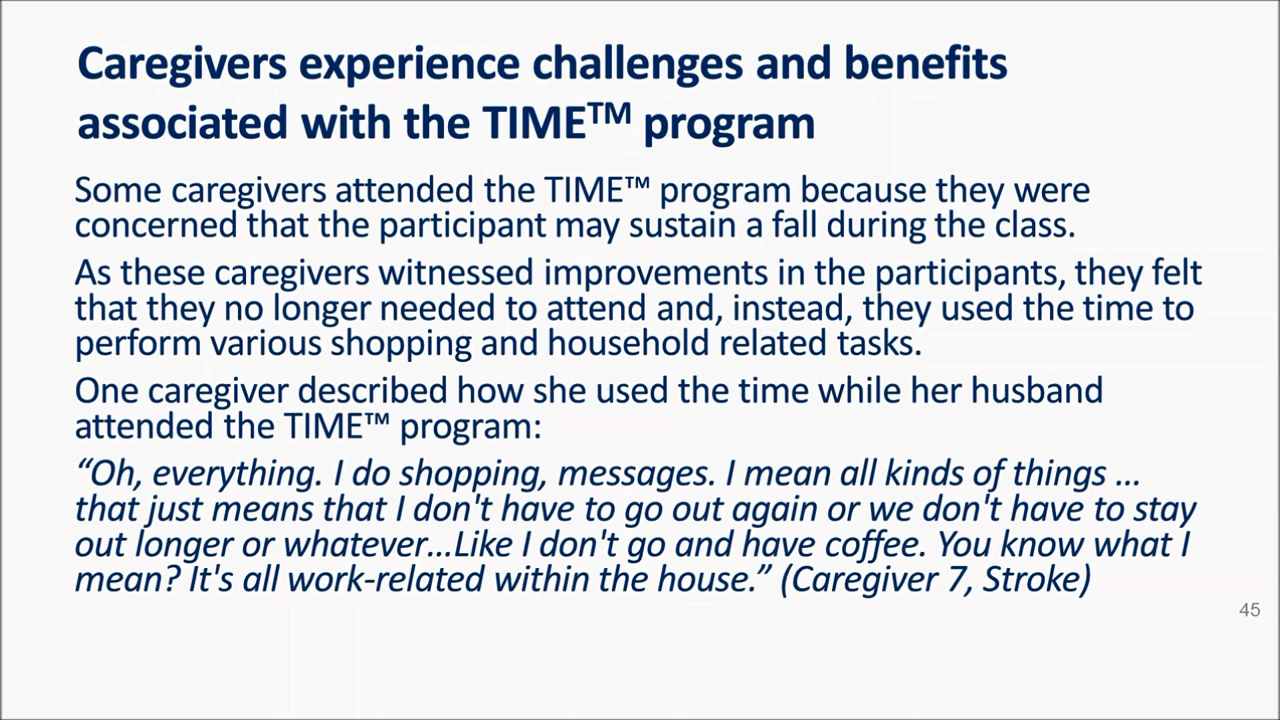 Caregivers experience challenges and benefits
associated with the TIME™ program
Some caregivers attended the TIME™ program because they were
concerned that the participant may sustain a fall during the class.
As these caregivers witnessed improvements in the participants, they felt
that they no longer needed to attend and, instead, they used the time to
perform various shopping and household related tasks.
One caregiver described how she used the time while her husband
attended the TIME™ program:
“Oh, everything. I do shopping, messages. I mean all kinds of things ...
that just means that I don't have to go out again or we don't have to stay
out longer or whatever...Like I don't go and have coffee. You know what I
mean? It's all work-related within the house.” (Caregiver 7, Stroke)
45